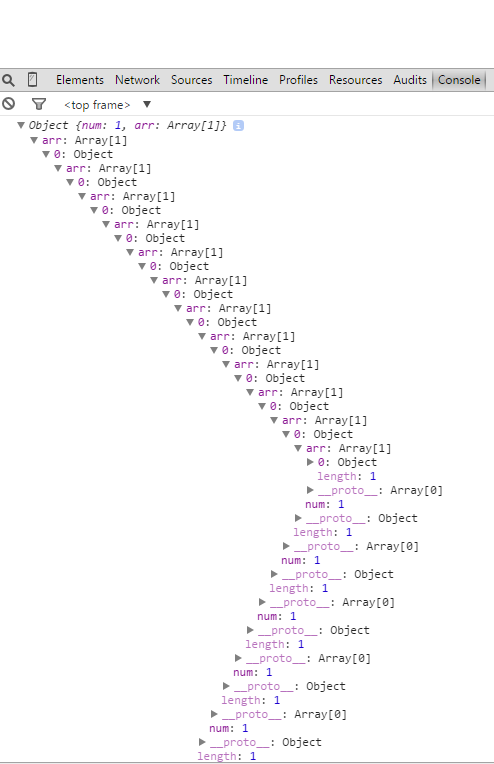 Elements Network Sources Timeline Profiles Resources Audits Console
<top frame>
Object {num: 1, arr: Array[1]} i
arr: Array[1]
0: Object
arr: Array[1]
0: Object
arr: Array[1]
0: Object
arr: Array[1]
0: Object
arr: Array[1]
0: Object
arr: Array[1]
0: Object
arr: Array[1]
0: Object
arr: Array[1]
0: Object
arr: Array[1]
0: Object
arr: Array[1]
0: Object
arr: Array[1]
0: Object
arr: Array[1]
0: Object
length: 1
__proto__: Array[0]
num: 1
__proto__: Object
length: 1
__proto__: Array[0]
num: 1
__proto__: Object
length: 1
__proto__: Array[0]
num: 1
__proto__: Object
length: 1
__proto__: Array[0]
num: 1
__proto__: Object
length: 1
__proto__: Array[0]
num: 1
__proto__: Object
length: 1